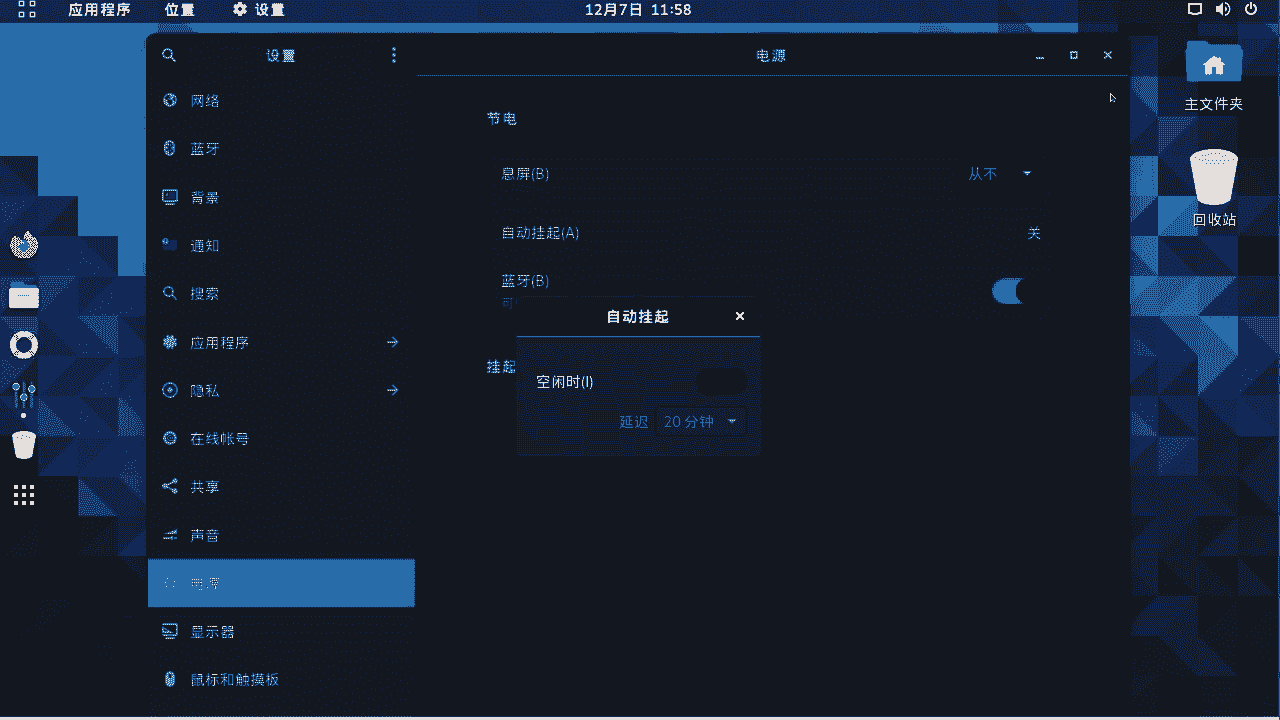 应用程序 位置 设置 12月7日 11:58
设置
电源
网络
蓝牙
背景
通知
搜索
应用程序
隐私
在线帐号
共享
声音
电源
显示器
鼠标和触摸板
节电
息屏(B) 从不
自动挂起(A) 关
蓝牙(B)
挂起
自动挂起
空闲时(I)
延迟 20 分钟
主文件夹
回收站